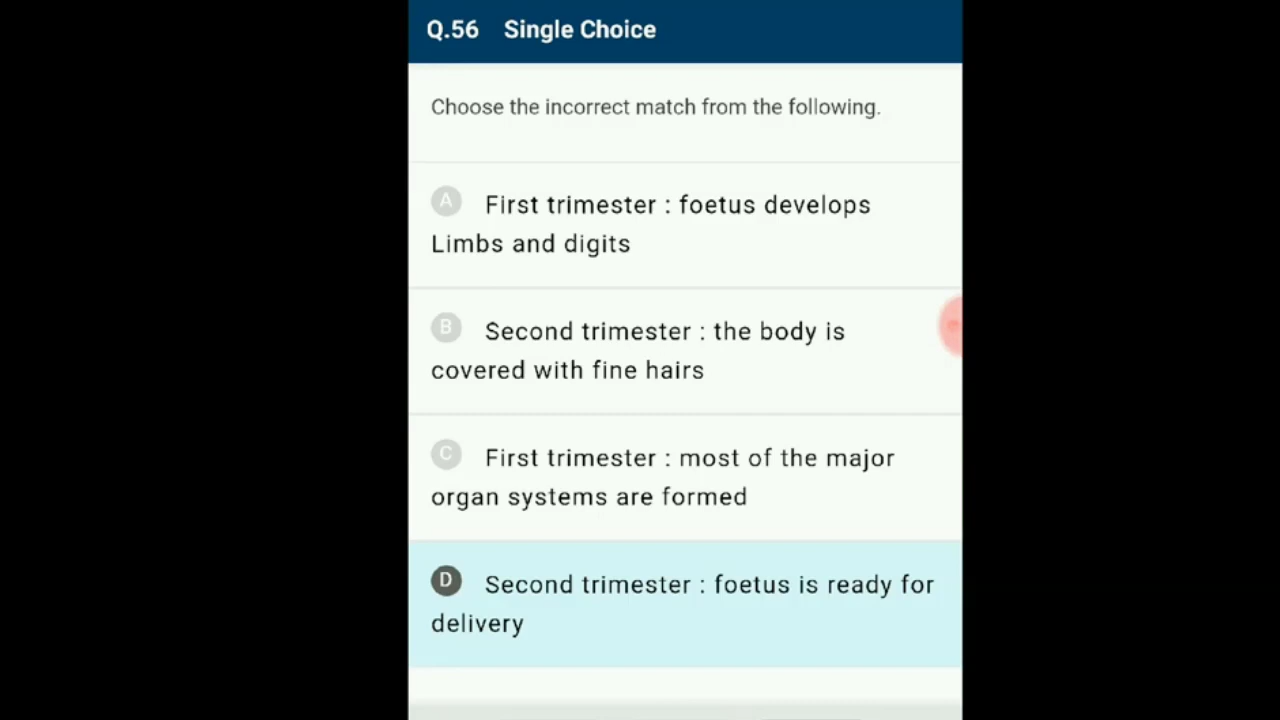 Q.56 Single Choice
Choose the incorrect match from the following.
A First trimester : foetus develops
Limbs and digits
B Second trimester : the body is
covered with fine hairs
C First trimester : most of the major
organ systems are formed
D Second trimester : foetus is ready for
delivery